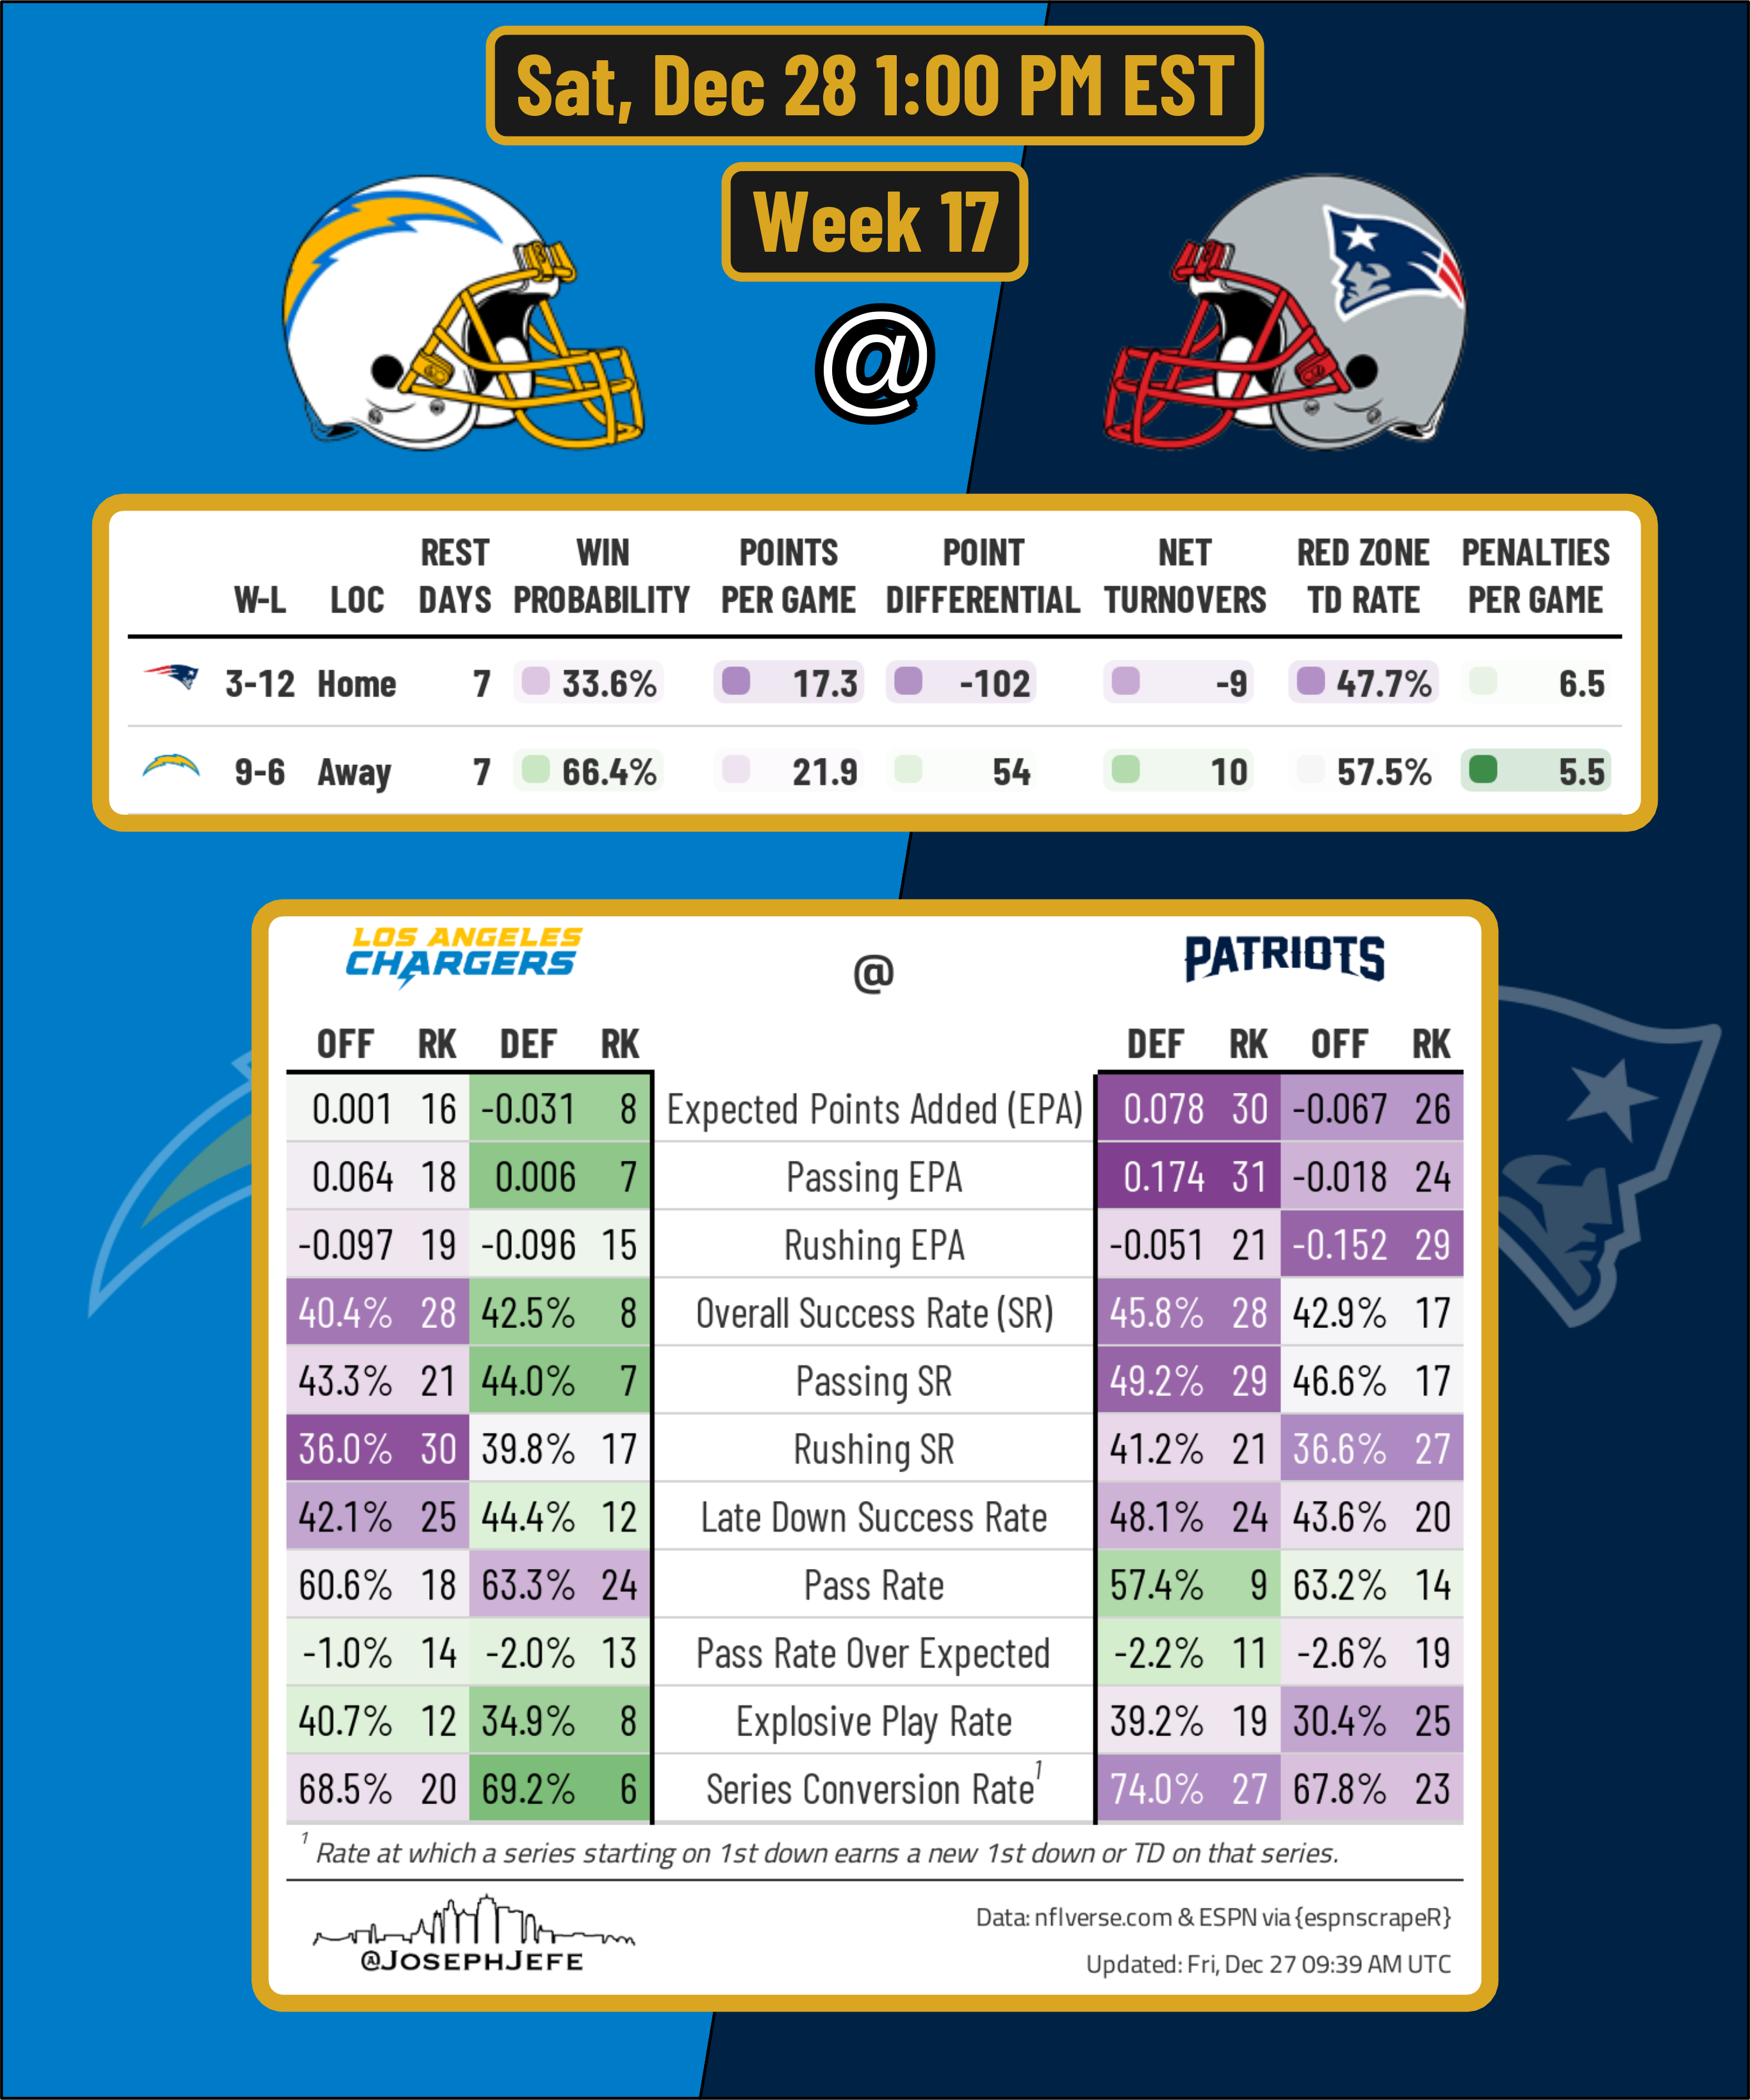 Sat, Dec 28 1:00 PM EST
Week 17
@
W-L LOC REST DAYS WIN PROBABILITY POINTS PER GAME POINT DIFFERENTIAL NET TURNOVERS RED ZONE TD RATE PENALTIES PER GAME
3-12 Home 7 33.6% 17.3 -102 -9 47.7% 6.5
9-6 Away 7 66.4% 21.9 54 10 57.5% 5.5
LOS ANGELES
CHARGERS @ PATRIOTS
OFF RK DEF RK DEF RK OFF RK
0.001 16 -0.031 8 Expected Points Added (EPA) 0.078 30 -0.067 26
0.064 18 0.006 7 Passing EPA 0.174 31 -0.018 24
-0.097 19 -0.096 15 Rushing EPA -0.051 21 -0.152 29
40.4% 28 42.5% 8 Overall Success Rate (SR) 45.8% 28 42.9% 17
43.3% 21 44.0% 7 Passing SR 49.2% 29 46.6% 17
36.0% 30 39.8% 17 Rushing SR 41.2% 21 36.6% 27
42.1% 25 44.4% 12 Late Down Success Rate 48.1% 24 43.6% 20
60.6% 18 63.3% 24 Pass Rate 57.4% 9 63.2% 14
-1.0% 14 -2.0% 13 Pass Rate Over Expected -2.2% 11 -2.6% 19
40.7% 12 34.9% 8 Explosive Play Rate 39.2% 19 30.4% 25
68.5% 20 69.2% 6 Series Conversion Rate1 74.0% 27 67.8% 23
1 Rate at which a series starting on 1st down earns a new 1st down or TD on that series.
@JOSEPHJEFE
Data: nflverse.com & ESPN via {espnscrapeR}
Updated: Fri, Dec 27 09:39 AM UTC